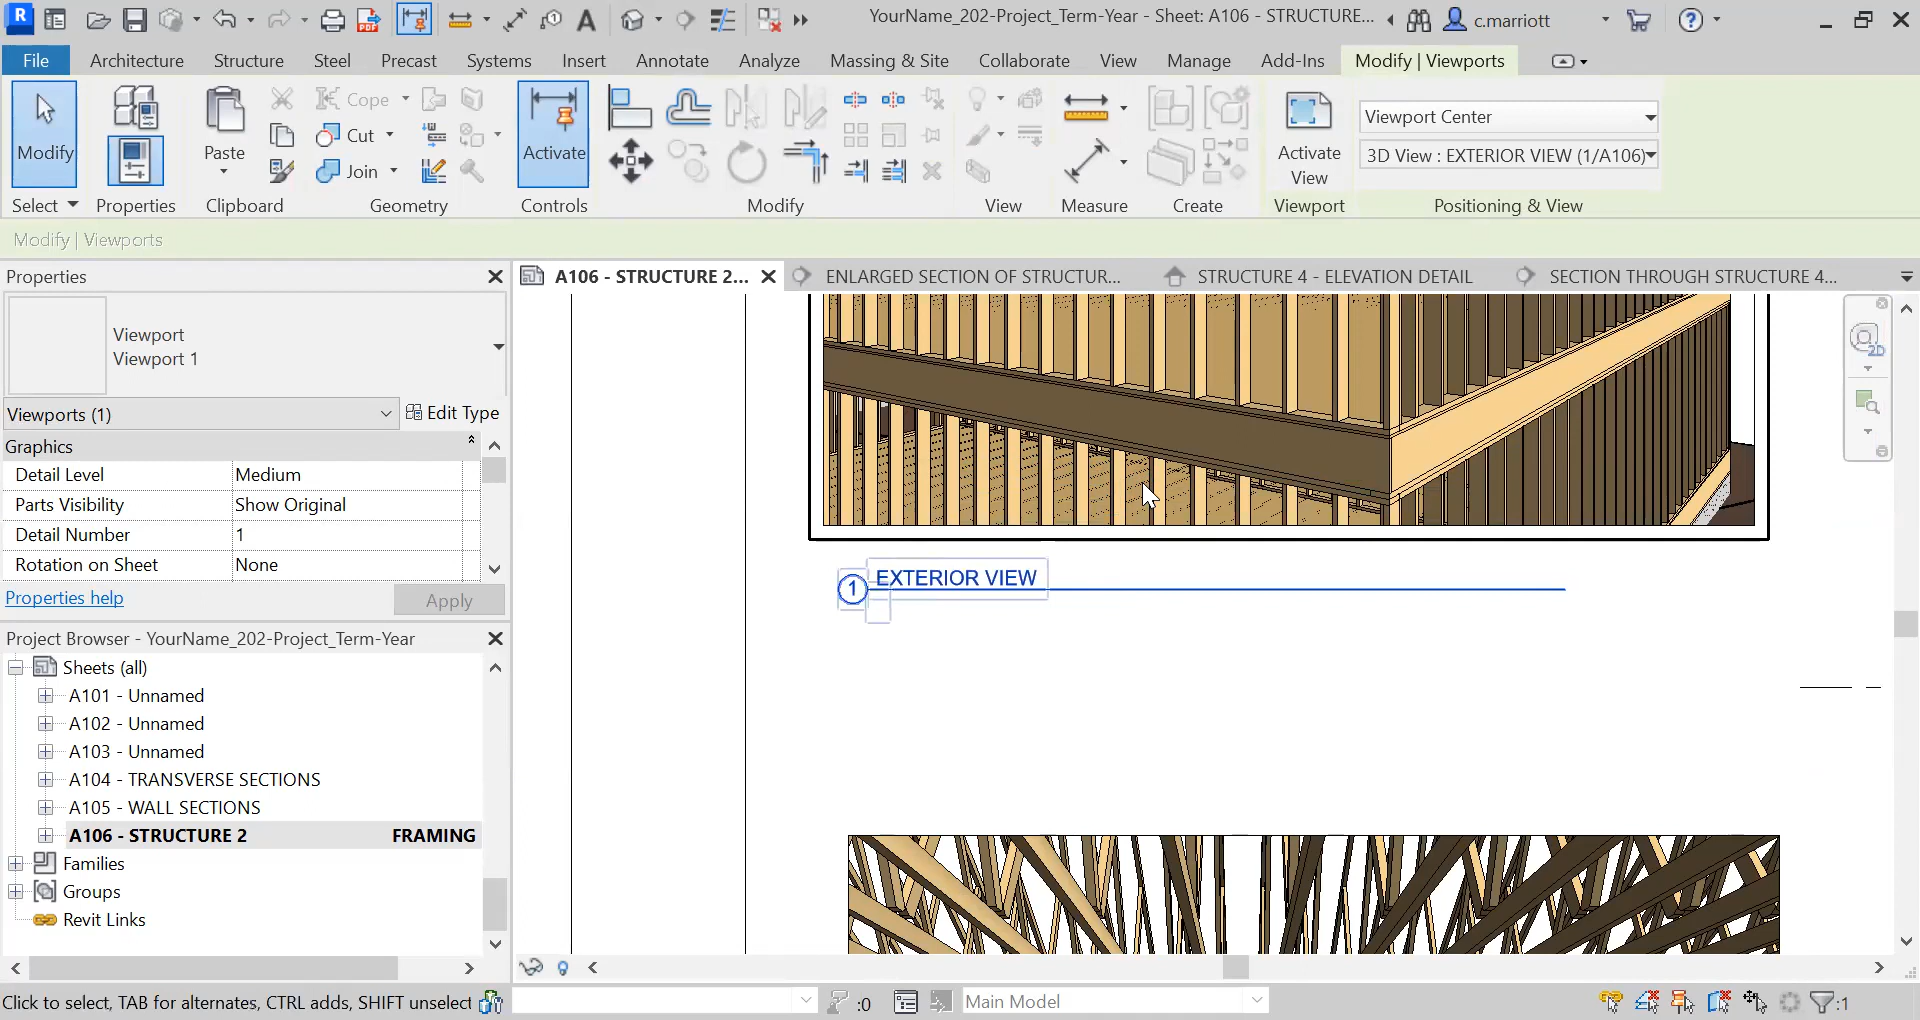 YourName_202-Project_Term-Year - Sheet: A106 - STRUCTURE...
c.marriott
File
Architecture
Structure
Steel
Precast
Systems
Insert
Annotate
Analyze
Massing & Site
Collaborate
View
Manage
Add-Ins
Modify | Viewports
Modify
Select
Properties
Paste
Clipboard
Cope
Cut
Join
Geometry
Activate
Controls
Modify
View
Measure
Create
Activate
View
Viewport
Viewport Center
3D View : EXTERIOR VIEW (1/A106)
Positioning & View
Modify | Viewports
Properties
Viewport
Viewport 1
Viewports (1)
Edit Type
Graphics
Detail Level Medium
Parts Visibility Show Original
Detail Number 1
Rotation on Sheet None
Properties help
Apply
Project Browser - YourName_202-Project_Term-Year
Sheets (all)
A101 - Unnamed
A102 - Unnamed
A103 - Unnamed
A104 - TRANSVERSE SECTIONS
A105 - WALL SECTIONS
A106 - STRUCTURE 2 FRAMING
Families
Groups
Revit Links
A106 - STRUCTURE 2...
ENLARGED SECTION OF STRUCTUR...
STRUCTURE 4 - ELEVATION DETAIL
SECTION THROUGH STRUCTURE 4...
2D
1 EXTERIOR VIEW
Click to select, TAB for alternates, CTRL adds, SHIFT unselect
:0
Main Model
:1